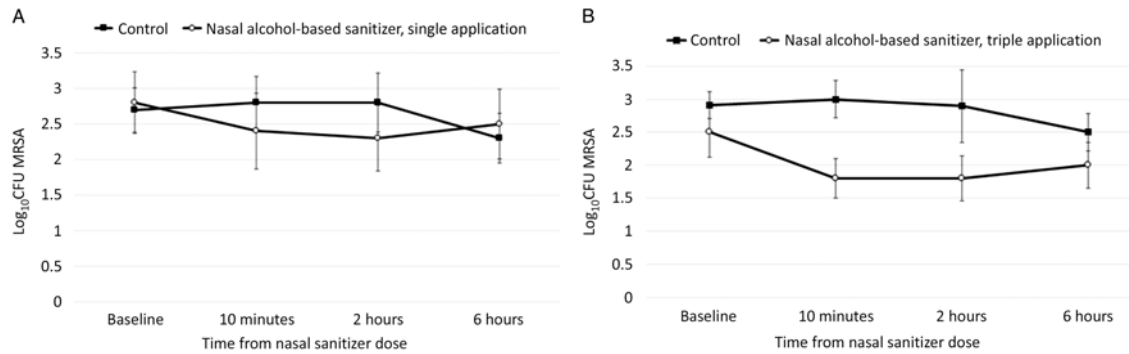 A
Control Nasal alcohol-based sanitizer, single application
3.5
3
2.5
2
1.5
1
0.5
0
Log10CFU MRSA
Baseline 10 minutes 2 hours 6 hours
Time from nasal sanitizer dose
B
Control Nasal alcohol-based sanitizer, triple application
3.5
3
2.5
2
1.5
1
0.5
0
Log10CFU MRSA
Baseline 10 minutes 2 hours 6 hours
Time from nasal sanitizer dose